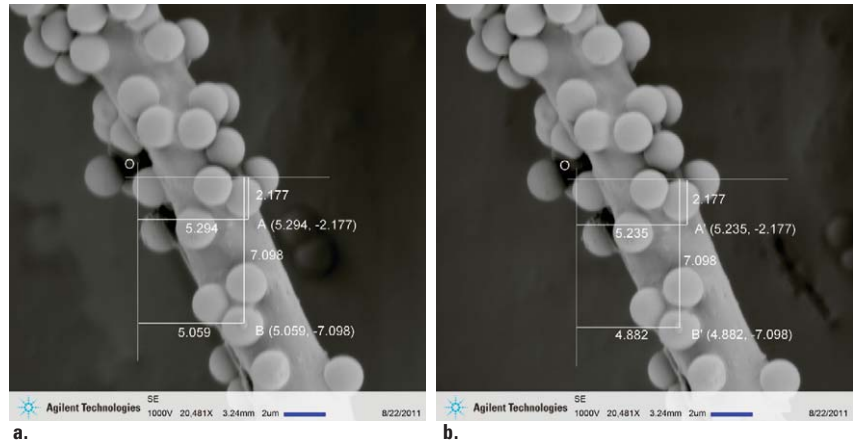 O
2.177
5.294
A (5.294, -2.177)
7.098
5.059
B (5.059, -7.098)
Agilent Technologies
SE
1000V 20,481X 3.24mm 2um
8/22/2011
a.
O
2.177
5.235
A' (5.235, -2.177)
7.098
4.882
B' (4.882, -7.098)
Agilent Technologies
SE
1000V 20,481X 3.24mm 2um
8/22/2011
b.